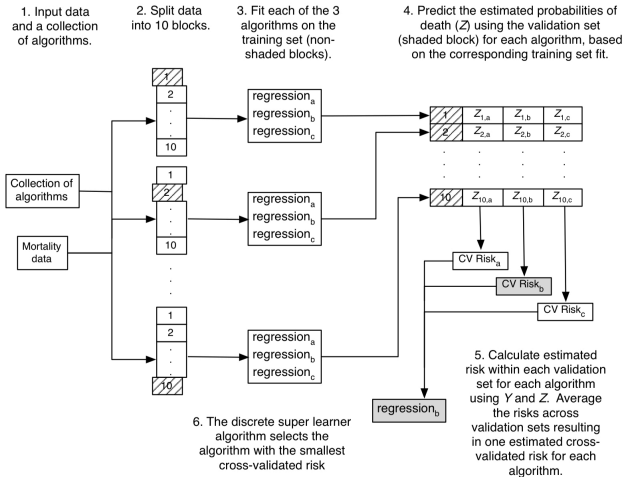 1. Input data
and a collection
of algorithms.
2. Split data
into 10 blocks.
3. Fit each of the 3
algorithms on the
training set (non-
shaded blocks).
4. Predict the estimated probabilities of
death (Z) using the validation set
(shaded block) for each algorithm, based
on the corresponding training set fit.
1
2
.
.
.
10
regression_a
regression_b
regression_c
1 Z_1,a Z_1,b Z_1,c
2 Z_2,a Z_2,b Z_2,c
. . . .
. . . .
. . . .
10 Z_10,a Z_10,b Z_10,c
Collection of
algorithms
Mortality
data
1
2
.
.
.
10
regression_a
regression_b
regression_c
.
.
.
CV Risk_a
CV Risk_b
CV Risk_c
1
2
.
.
.
10
regression_a
regression_b
regression_c
regression_b
5. Calculate estimated
risk within each validation
set for each algorithm
using Y and Z. Average
the risks across
validation sets resulting
in one estimated cross-
validated risk for each
algorithm.
6. The discrete super learner
algorithm selects the
algorithm with the smallest
cross-validated risk